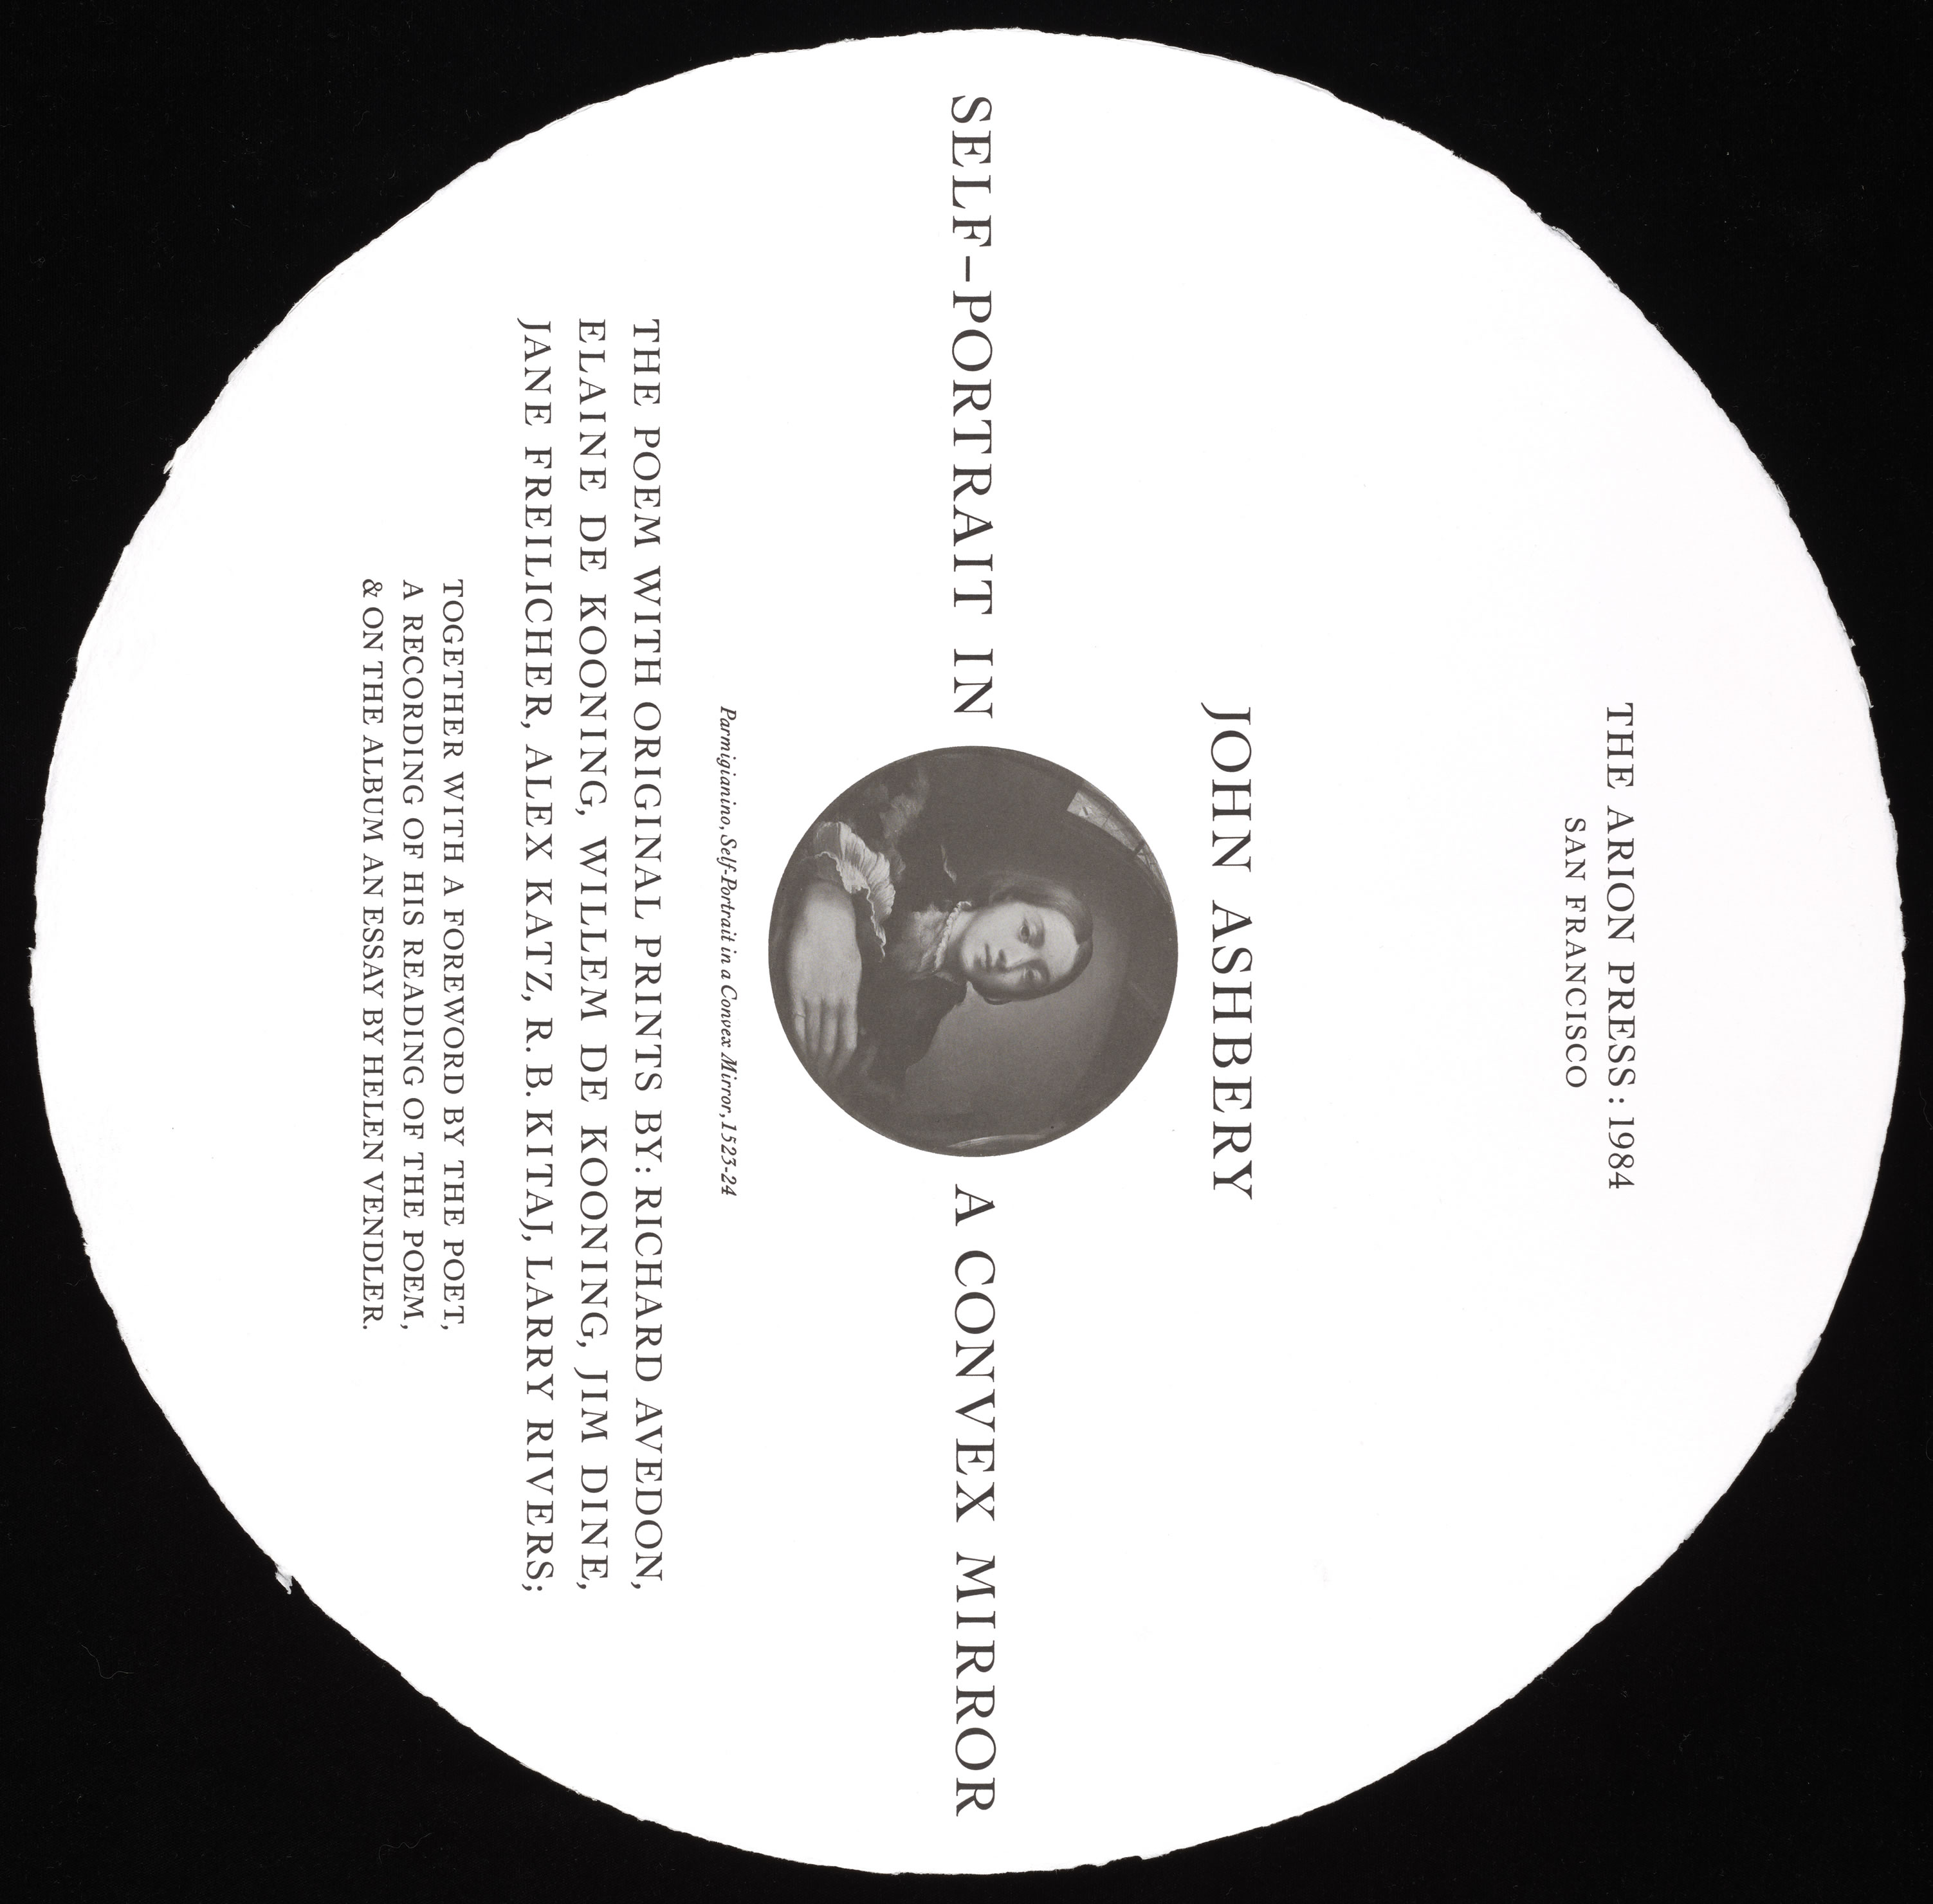 THE ARION PRESS : 1984
SAN FRANCISCO
JOHN ASHBERY
SELF-PORTRAIT IN A CONVEX MIRROR
Parmigianino, Self-Portrait in a Convex Mirror, 1523-24
THE POEM WITH ORIGINAL PRINTS BY: RICHARD AVEDON,
ELAINE DE KOONING, WILLEM DE KOONING, JIM DINE,
JANE FREILICHER, ALEX KATZ, R. B. KITAJ, LARRY RIVERS;
TOGETHER WITH A FOREWORD BY THE POET,
A RECORDING OF HIS READING OF THE POEM,
& ON THE ALBUM AN ESSAY BY HELEN VENDLER.